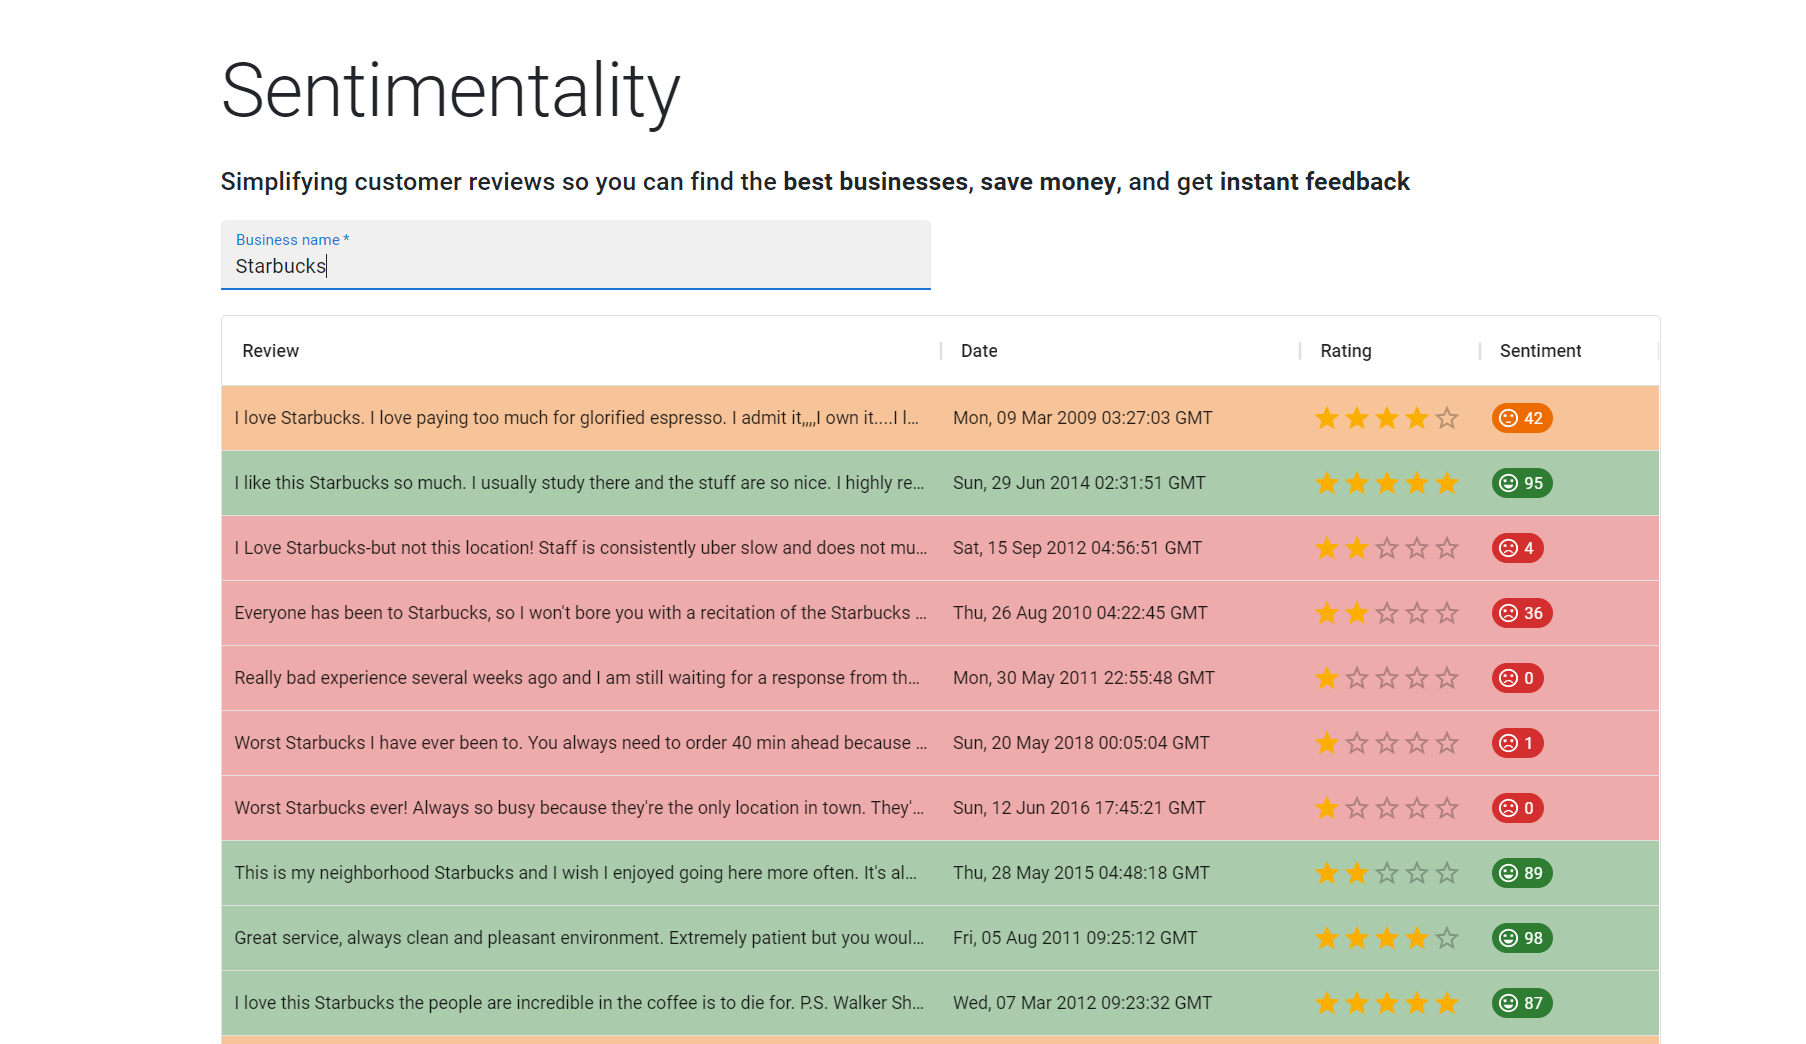 Sentimentality
Simplifying customer reviews so you can find the best businesses, save money, and get instant feedback
Business name *
Starbucks
Review Date Rating Sentiment
I love Starbucks. I love paying too much for glorified espresso. I admit it,,,,I own it....I l... Mon, 09 Mar 2009 03:27:03 GMT 42
I like this Starbucks so much. I usually study there and the stuff are so nice. I highly re... Sun, 29 Jun 2014 02:31:51 GMT 95
I Love Starbucks-but not this location! Staff is consistently uber slow and does not mu... Sat, 15 Sep 2012 04:56:51 GMT 4
Everyone has been to Starbucks, so I won't bore you with a recitation of the Starbucks ... Thu, 26 Aug 2010 04:22:45 GMT 36
Really bad experience several weeks ago and I am still waiting for a response from th... Mon, 30 May 2011 22:55:48 GMT 0
Worst Starbucks I have ever been to. You always need to order 40 min ahead because ... Sun, 20 May 2018 00:05:04 GMT 1
Worst Starbucks ever! Always so busy because they're the only location in town. They'... Sun, 12 Jun 2016 17:45:21 GMT 0
This is my neighborhood Starbucks and I wish I enjoyed going here more often. It's al... Thu, 28 May 2015 04:48:18 GMT 89
Great service, always clean and pleasant environment. Extremely patient but you woul... Fri, 05 Aug 2011 09:25:12 GMT 98
I love this Starbucks the people are incredible in the coffee is to die for. P.S. Walker Sh... Wed, 07 Mar 2012 09:23:32 GMT 87